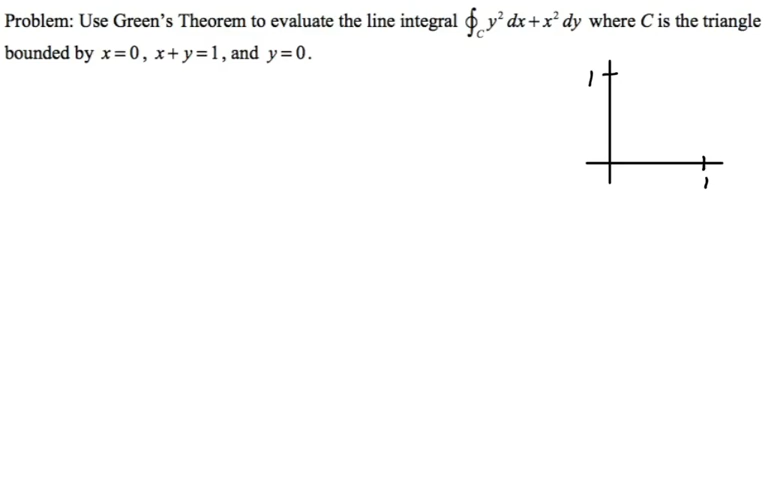 Problem: Use Green's Theorem to evaluate the line integral ∮_C y² dx + x² dy where C is the triangle
bounded by x = 0, x + y = 1, and y = 0.
1
1